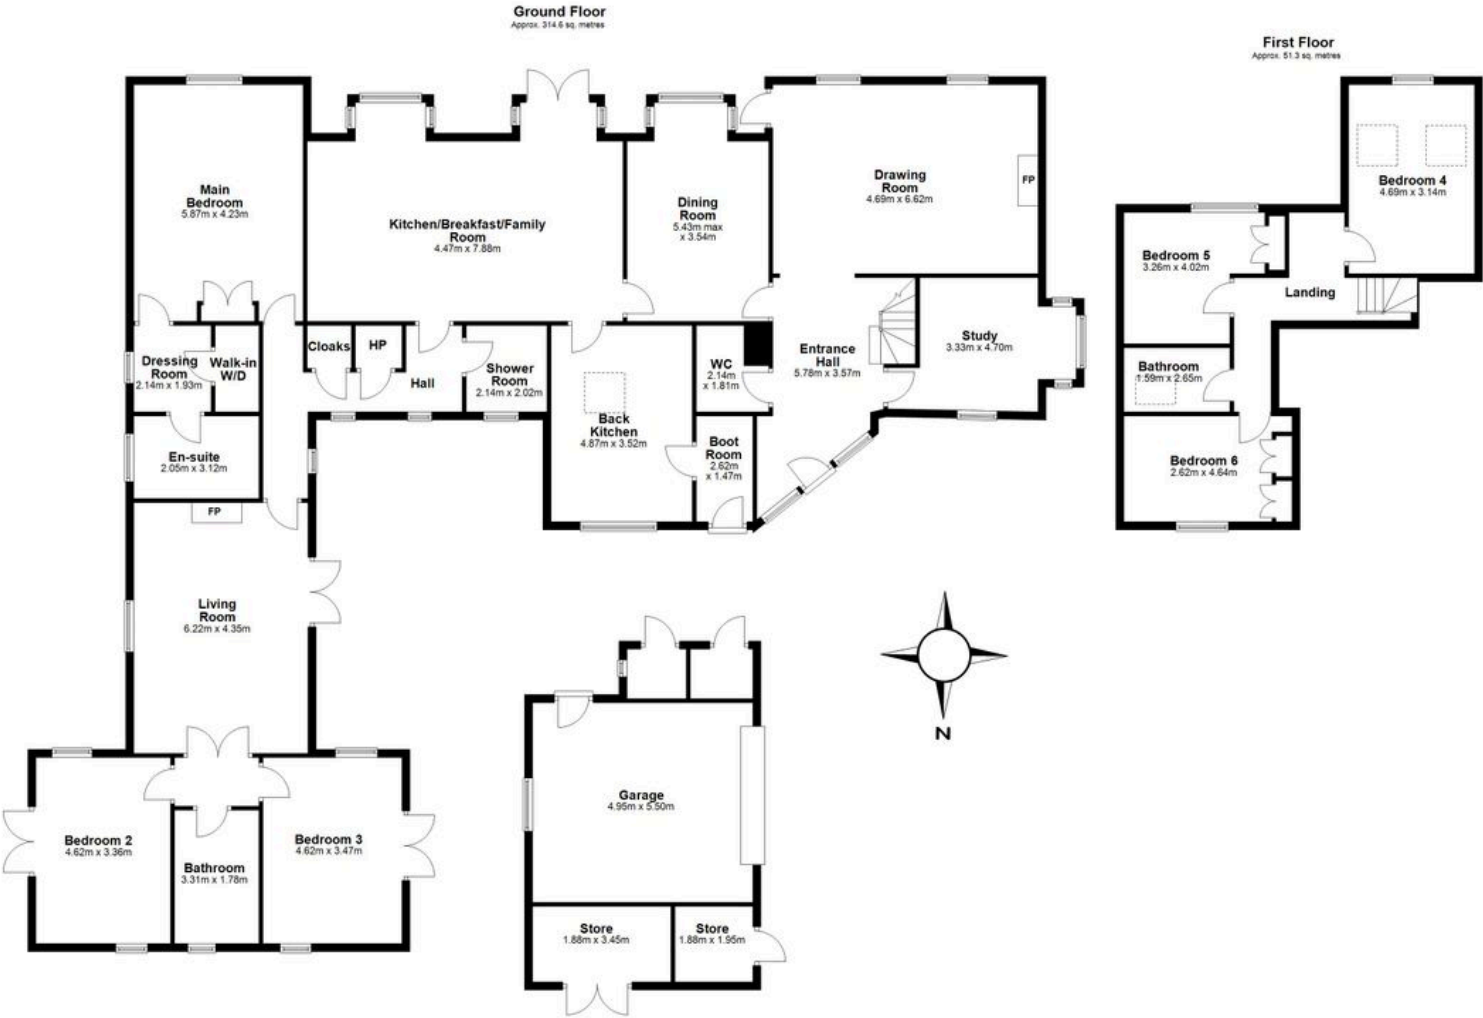 Ground Floor
Approx. 314.6 sq. metres
First Floor
Approx. 51.3 sq. metres
Main
Bedroom
5.87m x 4.23m
Kitchen/Breakfast/Family
Room
4.47m x 7.88m
Dining
Room
5.43m max
x 3.54m
Drawing
Room
4.69m x 6.62m
FP
Bedroom 4
4.69m x 3.14m
Bedroom 5
3.26m x 4.02m
Landing
Dressing
Room
2.14m x 1.93m
Walk-in
W/D
Cloaks
HP
Hall
Shower
Room
2.14m x 2.02m
WC
2.14m
x 1.81m
Entrance
Hall
5.78m x 3.57m
Study
3.33m x 4.70m
Bathroom
1.59m x 2.65m
Back
Kitchen
4.87m x 3.52m
Boot
Room
2.62m
x 1.47m
En-suite
2.05m x 3.12m
Bedroom 6
2.62m x 4.64m
FP
Living
Room
6.22m x 4.35m
N
Garage
4.95m x 5.50m
Bedroom 2
4.62m x 3.36m
Bathroom
3.31m x 1.78m
Bedroom 3
4.62m x 3.47m
Store
1.88m x 3.45m
Store
1.88m x 1.95m